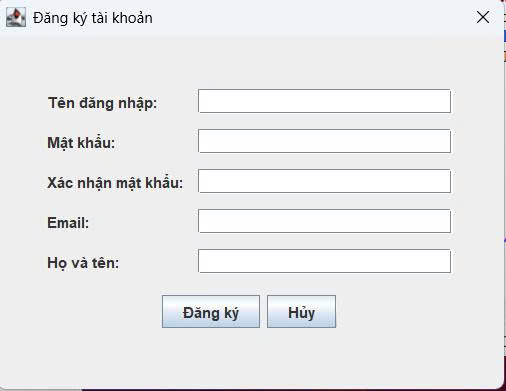 Đăng ký tài khoản
Tên đăng nhập:
Mật khẩu:
Xác nhận mật khẩu:
Email:
Họ và tên:
Đăng ký Hủy